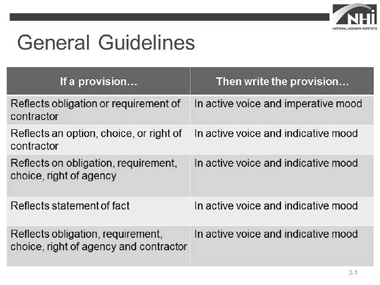 NHi
NATIONAL HIGHWAY INSTITUTE
General Guidelines
If a provision… Then write the provision…
Reflects obligation or requirement of
contractor
In active voice and imperative mood
Reflects an option, choice, or right of
contractor
In active voice and indicative mood
Reflects on obligation, requirement,
choice, right of agency
In active voice and indicative mood
Reflects statement of fact
In active voice and indicative mood
Reflects obligation, requirement,
choice, right of agency and contractor
In active voice and indicative mood
3-1